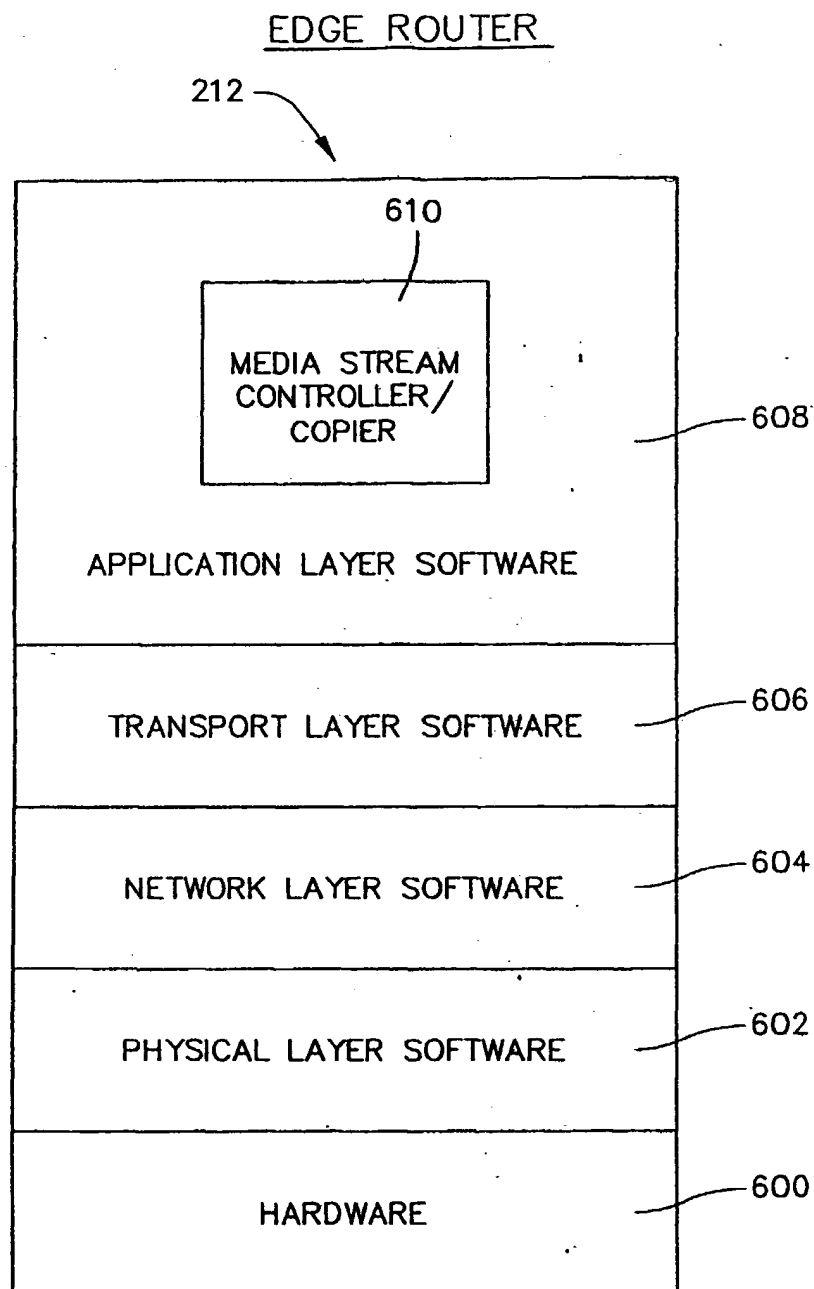 EDGE ROUTER
212
610
MEDIA STREAM
CONTROLLER/
COPIER
608
APPLICATION LAYER SOFTWARE
606
TRANSPORT LAYER SOFTWARE
604
NETWORK LAYER SOFTWARE
602
PHYSICAL LAYER SOFTWARE
600
HARDWARE